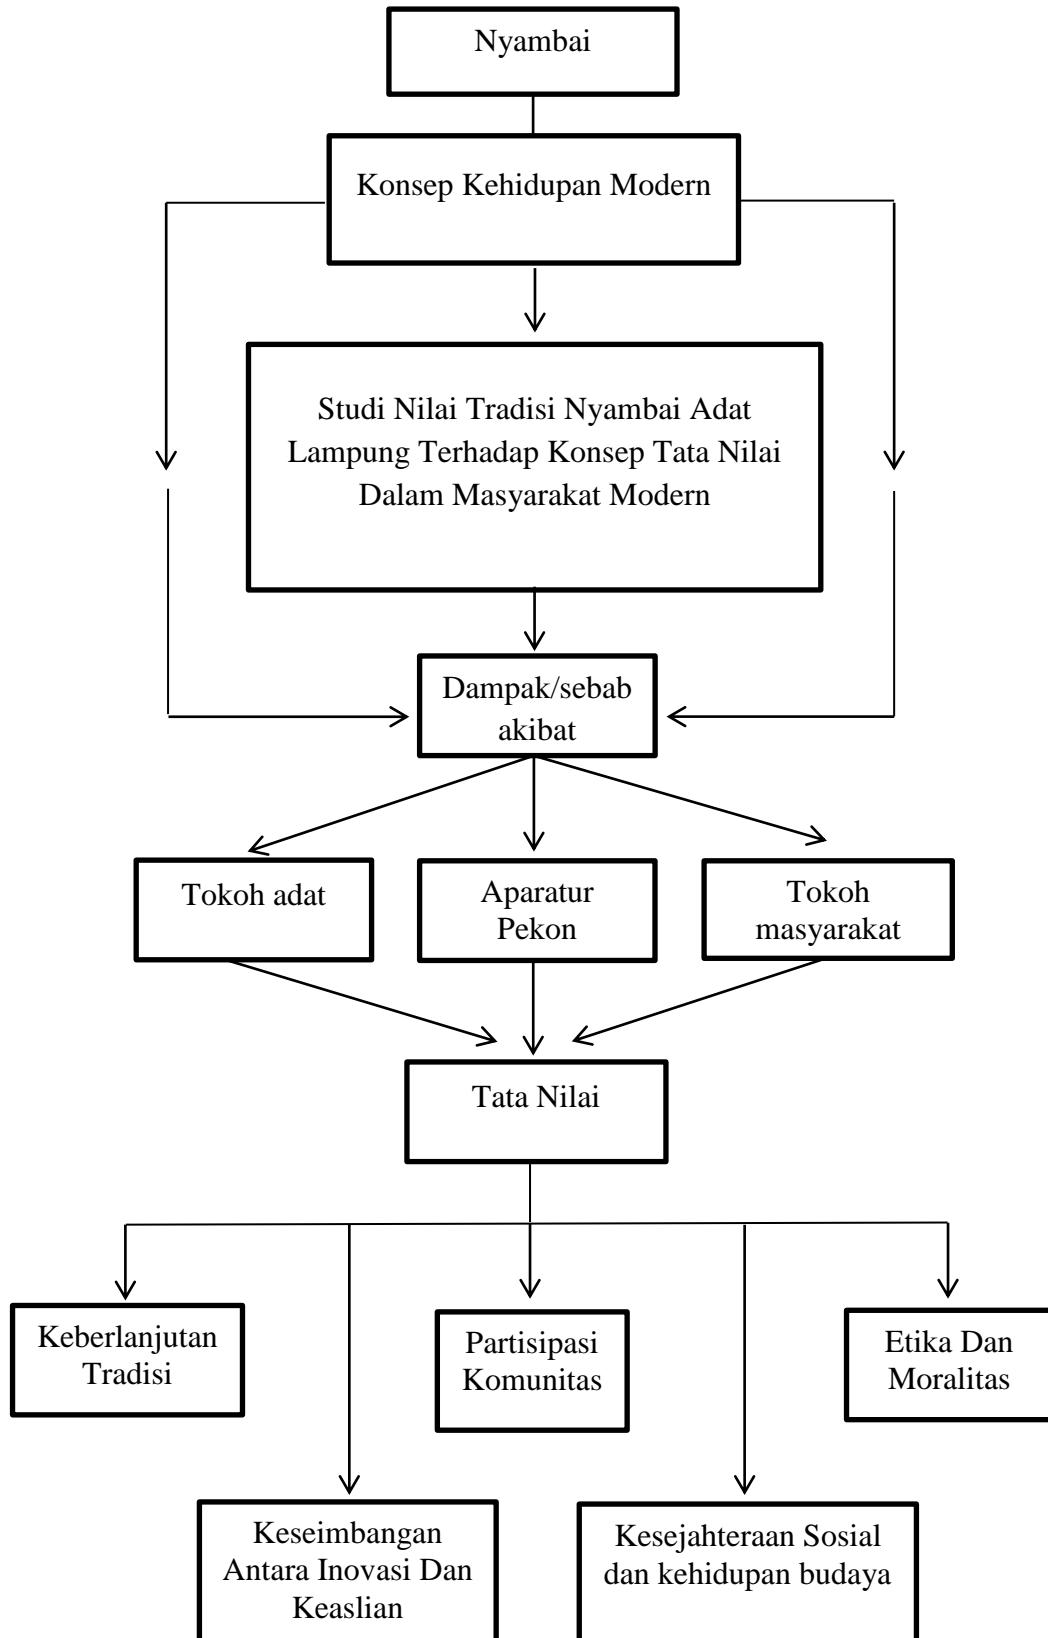 Nyambai
Konsep Kehidupan Modern
Studi Nilai Tradisi Nyambai Adat
Lampung Terhadap Konsep Tata Nilai
Dalam Masyarakat Modern
Dampak/sebab
akibat
Tokoh adat
Aparatur
Pekon
Tokoh
masyarakat
Tata Nilai
Keberlanjutan
Tradisi
Partisipasi
Komunitas
Etika Dan
Moralitas
Keseimbangan
Antara Inovasi Dan
Keaslian
Kesejahteraan Sosial
dan kehidupan budaya